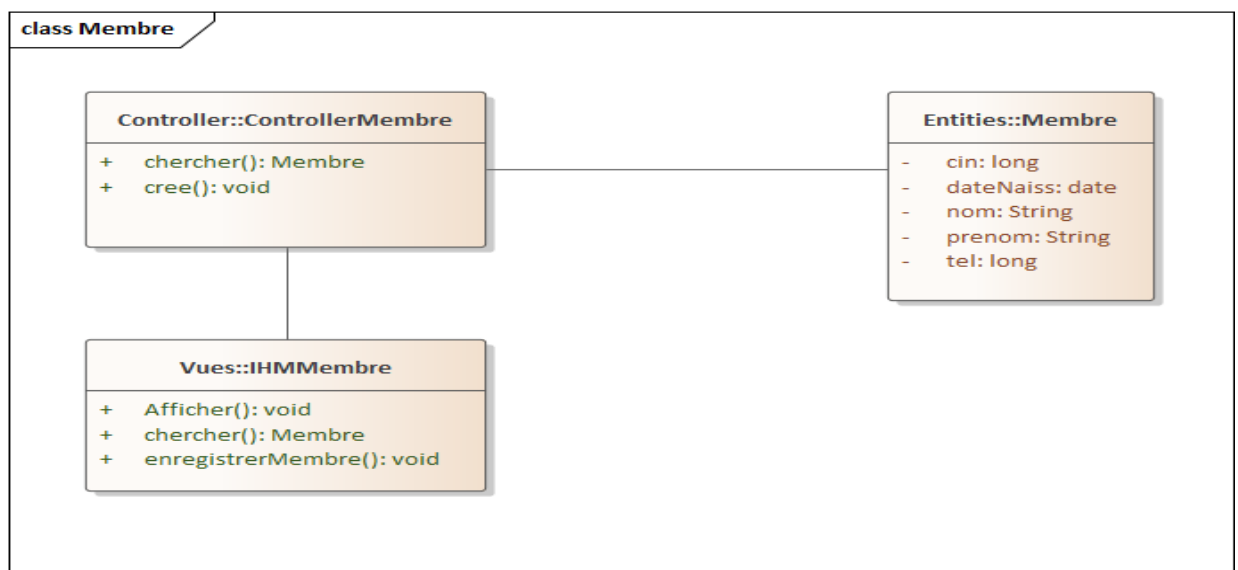 class Membre
Controller::ControllerMembre
+ chercher(): Membre
+ cree(): void
Entities::Membre
- cin: long
- dateNaiss: date
- nom: String
- prenom: String
- tel: long
Vues::IHMMembre
+ Afficher(): void
+ chercher(): Membre
+ enregistrerMembre(): void